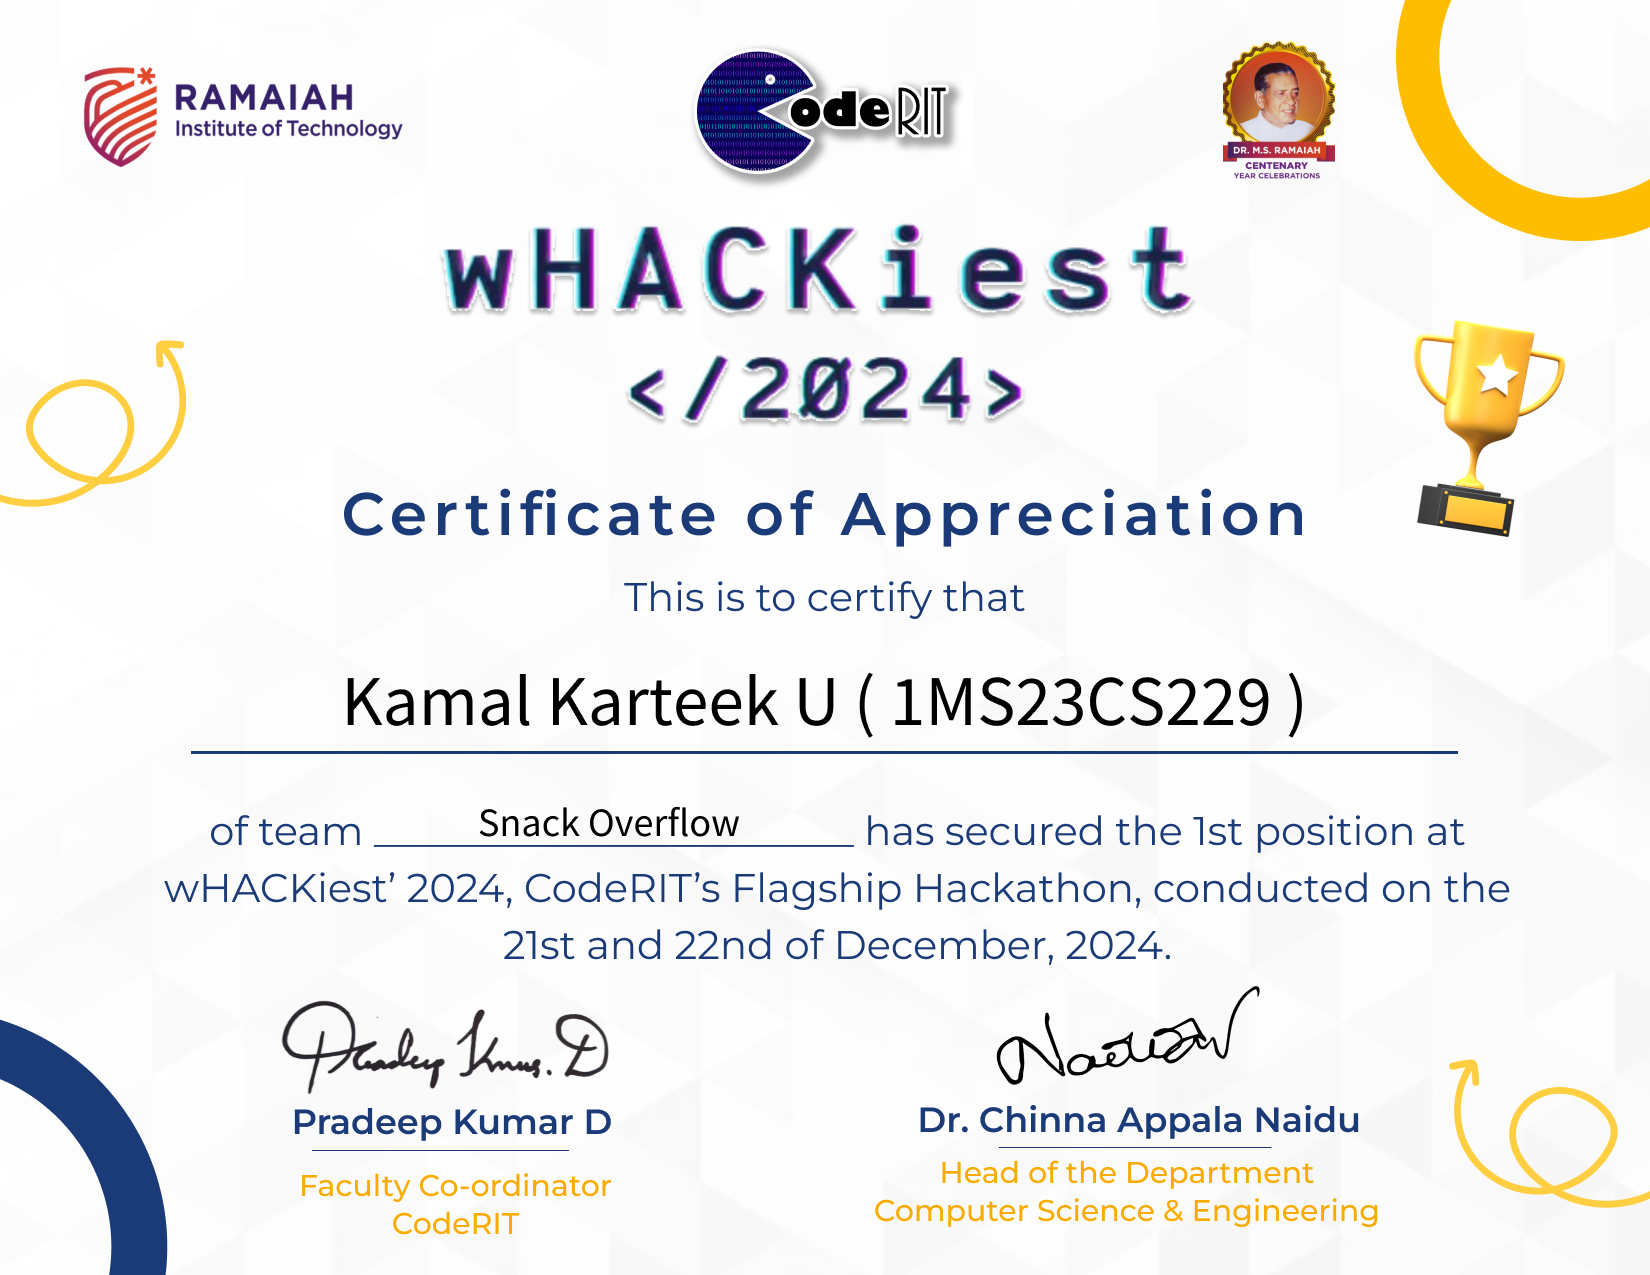 RAMAIAH
Institute of Technology
CodeRIT
DR. M.S. RAMAIAH
CENTENARY
YEAR CELEBRATIONS
wHACKiest
</2024>
Certificate of Appreciation
This is to certify that
Kamal Karteek U ( 1MS23CS229 )
of team Snack Overflow has secured the 1st position at
wHACKiest’ 2024, CodeRIT’s Flagship Hackathon, conducted on the
21st and 22nd of December, 2024.
Pradeep Kumar D
Pradeep Kumar D
Faculty Co-ordinator
CodeRIT
Dr. Chinna Appala Naidu
Head of the Department
Computer Science & Engineering